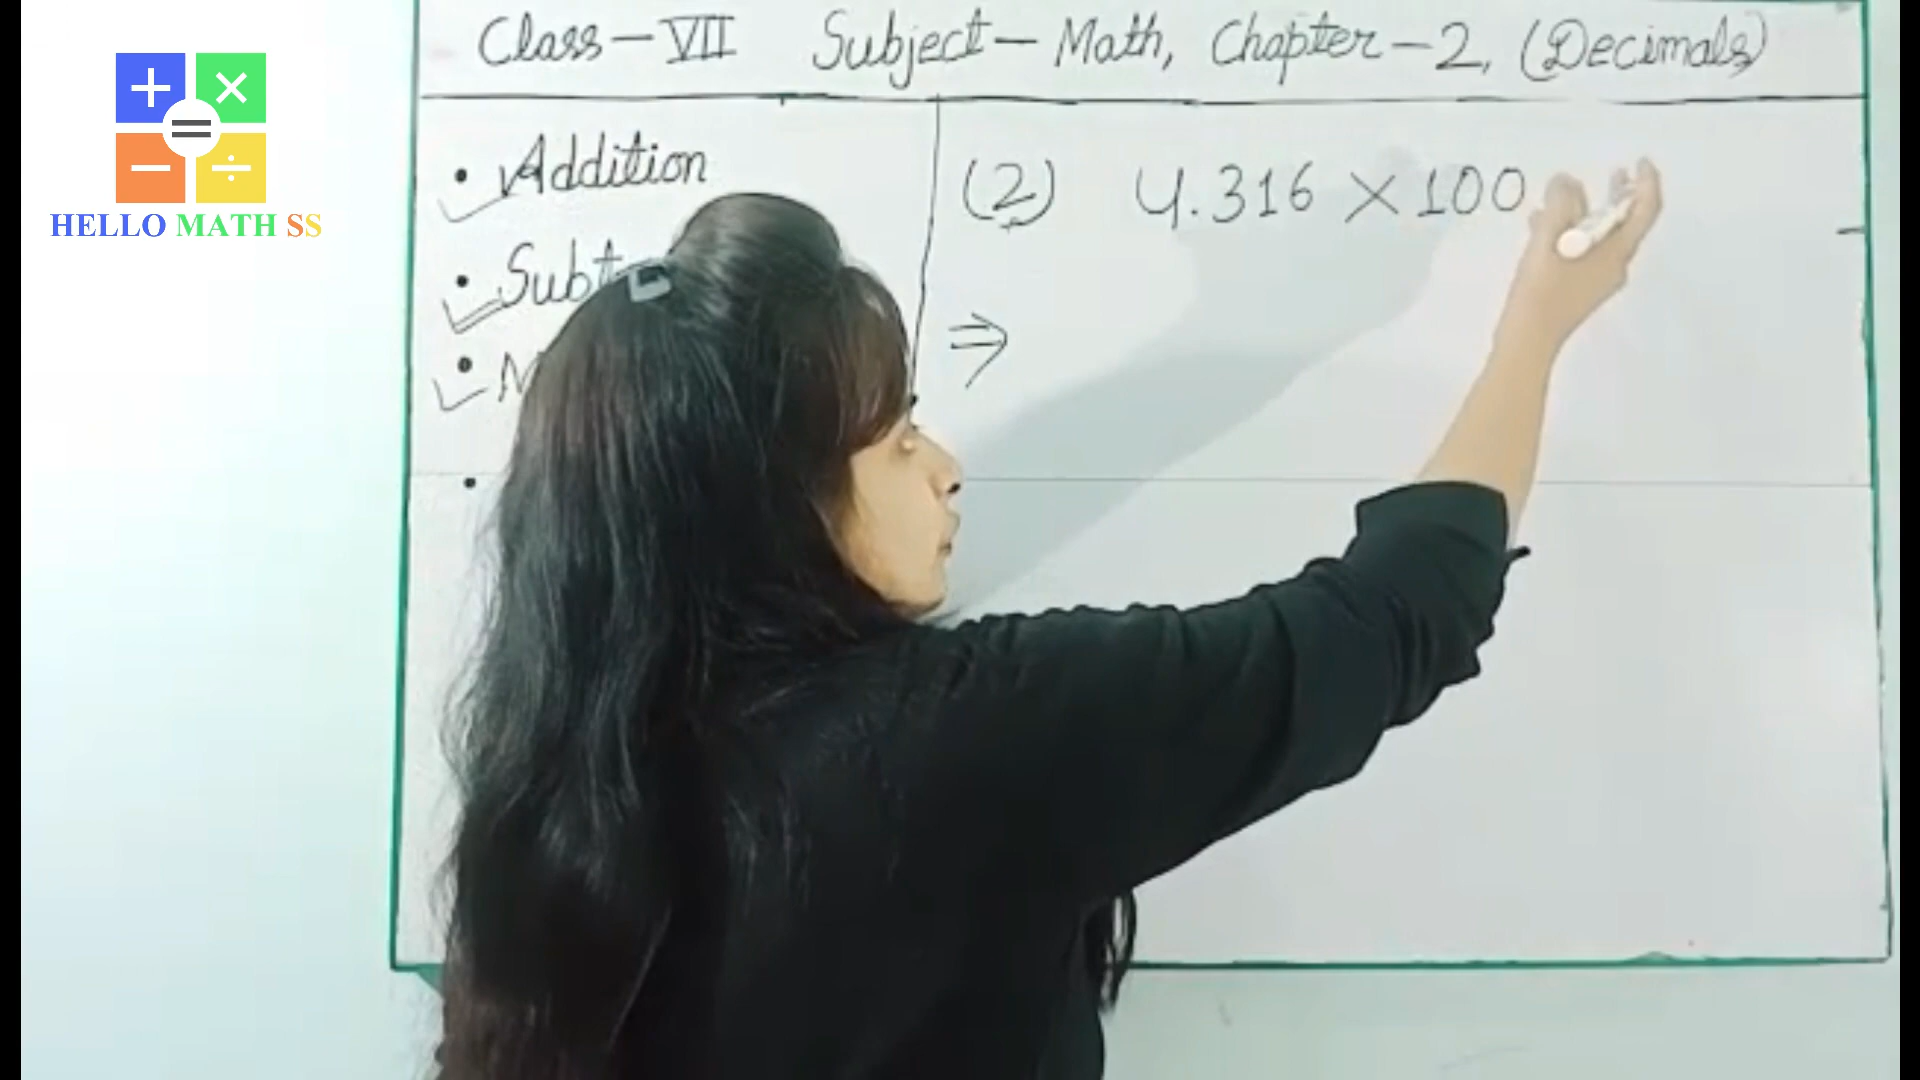 Class-VII Subject-Math, Chapter-2, (Decimals)
+ ×
=
- ÷
HELLO MATH SS
• Addition
•
•
•
(2) 4.316 × 100
⇒